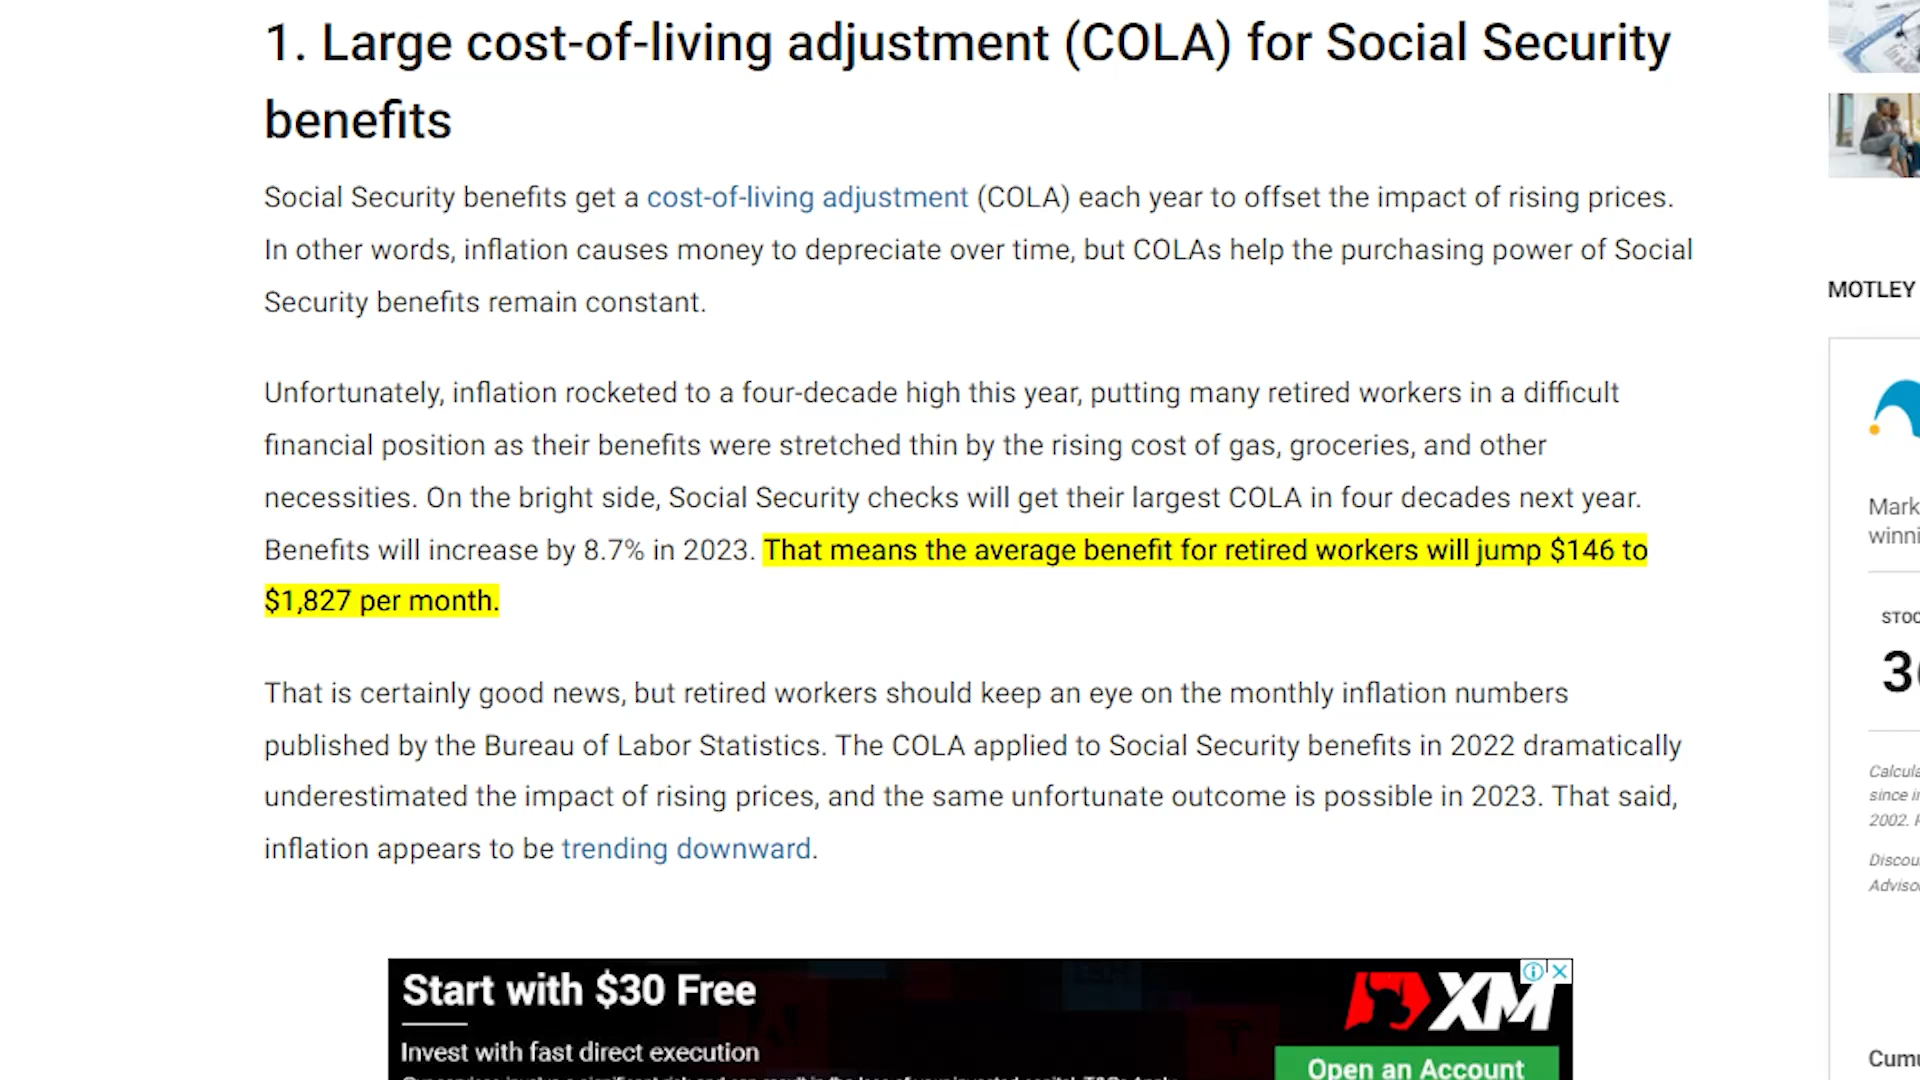 1. Large cost-of-living adjustment (COLA) for Social Security
benefits
Social Security benefits get a cost-of-living adjustment (COLA) each year to offset the impact of rising prices.
In other words, inflation causes money to depreciate over time, but COLAs help the purchasing power of Social
Security benefits remain constant.
Unfortunately, inflation rocketed to a four-decade high this year, putting many retired workers in a difficult
financial position as their benefits were stretched thin by the rising cost of gas, groceries, and other
necessities. On the bright side, Social Security checks will get their largest COLA in four decades next year.
Benefits will increase by 8.7% in 2023. That means the average benefit for retired workers will jump $146 to
$1,827 per month.
That is certainly good news, but retired workers should keep an eye on the monthly inflation numbers
published by the Bureau of Labor Statistics. The COLA applied to Social Security benefits in 2022 dramatically
underestimated the impact of rising prices, and the same unfortunate outcome is possible in 2023. That said,
inflation appears to be trending downward.
Start with $30 Free
Invest with fast direct execution
XM
Open an Account
MOTLEY
Mark
winni
STOC
Calcula
since in
2002.
Discou
Adviso
Cumu